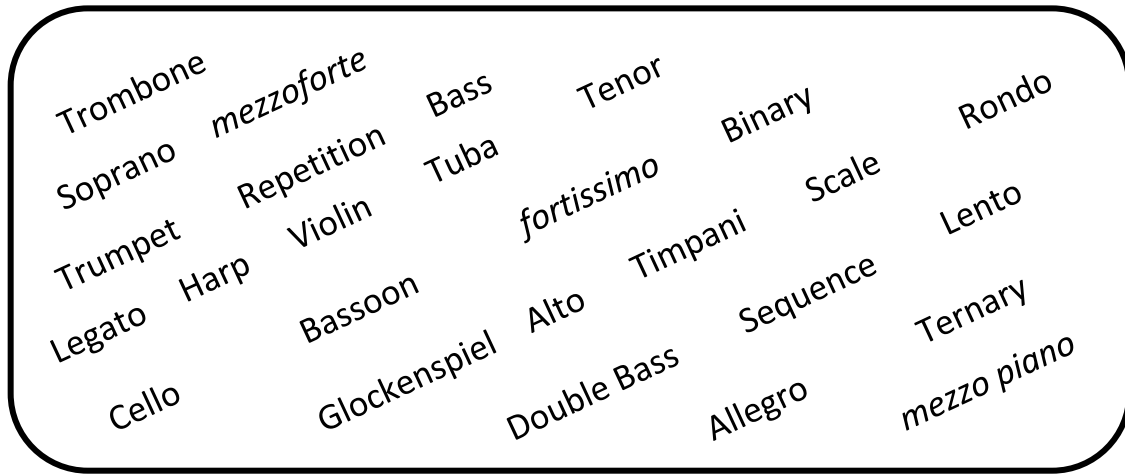 Trombone
mezzoforte
Bass
Tenor
Binary
Rondo
Soprano
Repetition
Tuba
fortissimo
Scale
Lento
Trumpet
Harp
Violin
Timpani
Sequence
Ternary
Legato
Bassoon
Alto
mezzo piano
Cello
Glockenspiel
Double Bass
Allegro